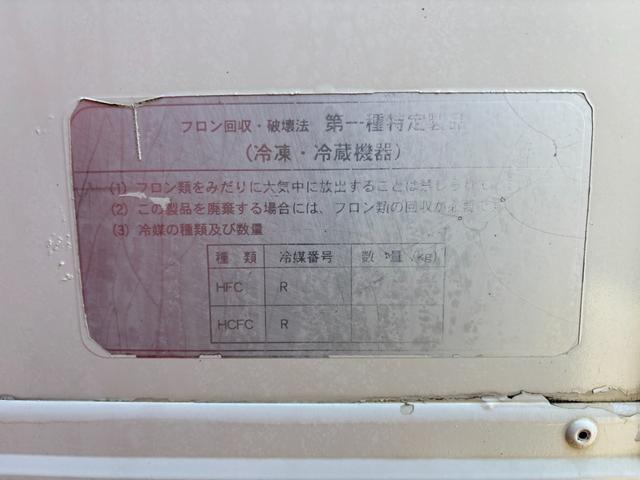 フロン回収・破壊法 第一種特定製品
(冷凍・冷蔵機器)
(1) フロン類をみだりに大気中に放出することは禁じられて
(2) この製品を廃棄する場合には、フロン類の回収が必要です
(3) 冷媒の種類及び数量
種類 冷媒番号 数量(kg)
HFC R
HCFC R